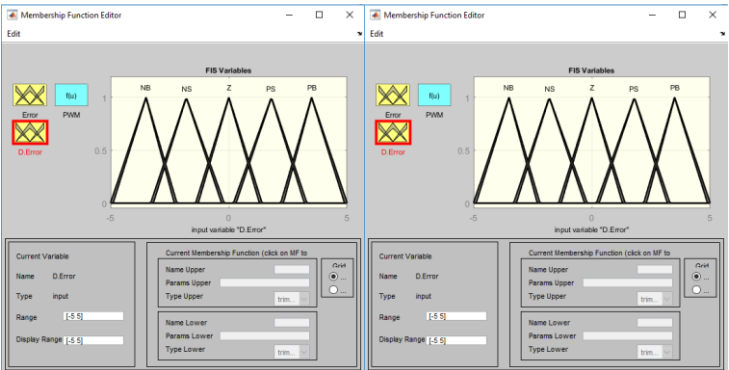 Membership Function Editor
Edit
FIS Variables
f(u)
Error PWM
D.Error
NB NS Z PS PB
1
0.5
0
-5 0 5
input variable "D.Error"
Current Variable
Name D.Error
Type input
Range [-5 5]
Display Range [-5 5]
Current Membership Function (click on MF to
Name Upper
Params Upper
Type Upper trim...
Name Lower
Params Lower
Type Lower trim...
Grid
...
...
Membership Function Editor
Edit
FIS Variables
f(u)
Error PWM
D.Error
NB NS Z PS PB
1
0.5
0
-5 0 5
input variable "D.Error"
Current Variable
Name D.Error
Type input
Range [-5 5]
Display Range [-5 5]
Current Membership Function (click on MF to
Name Upper
Params Upper
Type Upper trim...
Name Lower
Params Lower
Type Lower trim...
Grid
...
...